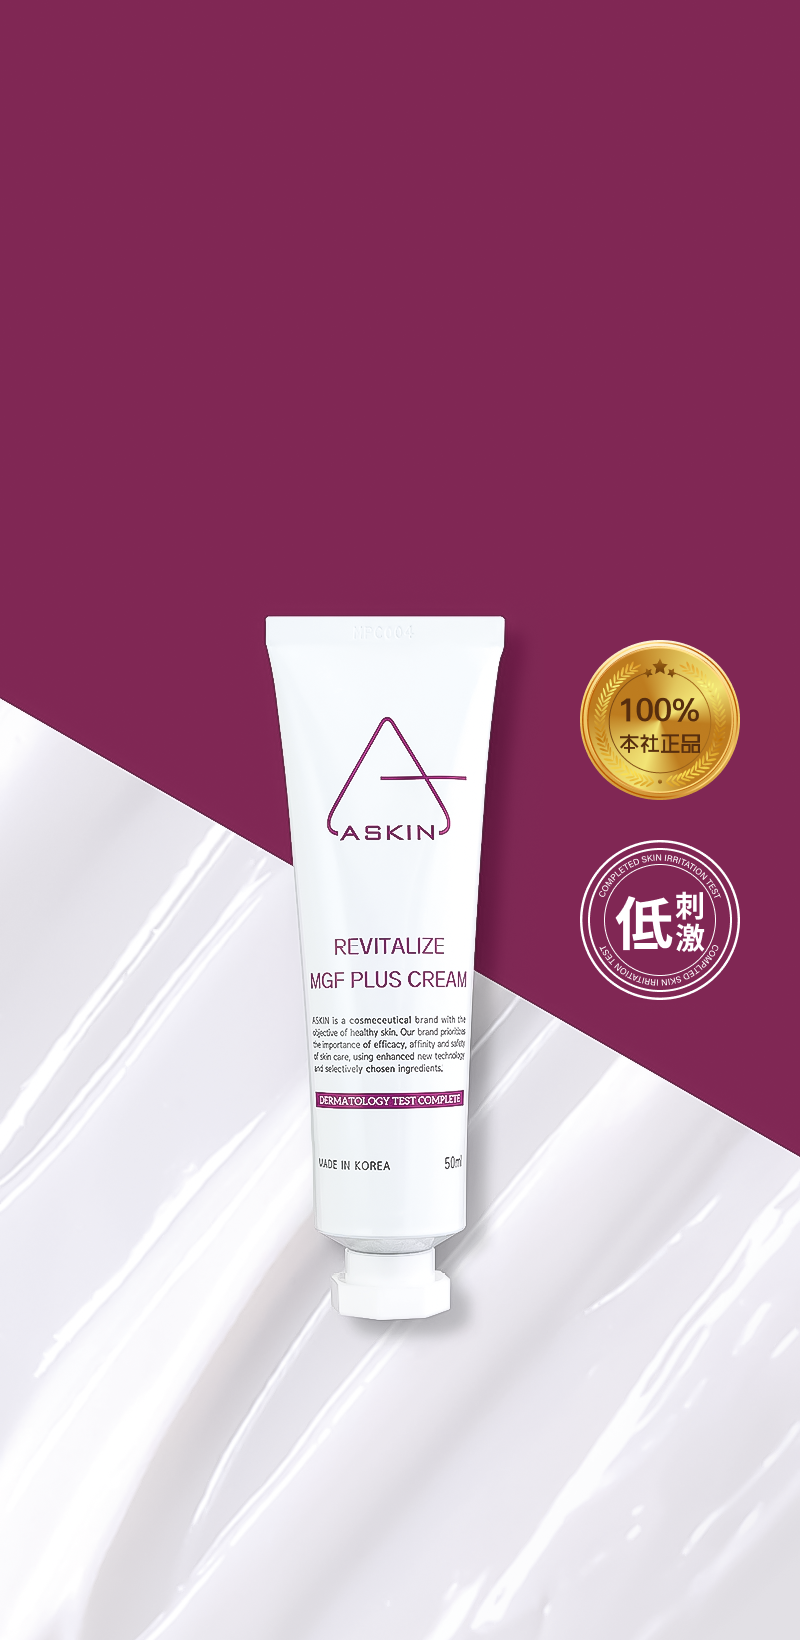 MFG004
ASKIN
REVITALIZE
MGF PLUS CREAM
ASKIN is a cosmeceutical brand with the
objective of healthy skin. Our brand prioritizes
the importance of efficacy, affinity and safety
of skin care, using enhanced new technology
and selectively chosen ingredients.
DERMATOLOGY TEST COMPLETE
MADE IN KOREA 50ml
100%
本社正品
COMPLETED SKIN IRRITATION TEST
低刺激
COMPLTED SKIN IRRITATION TEST